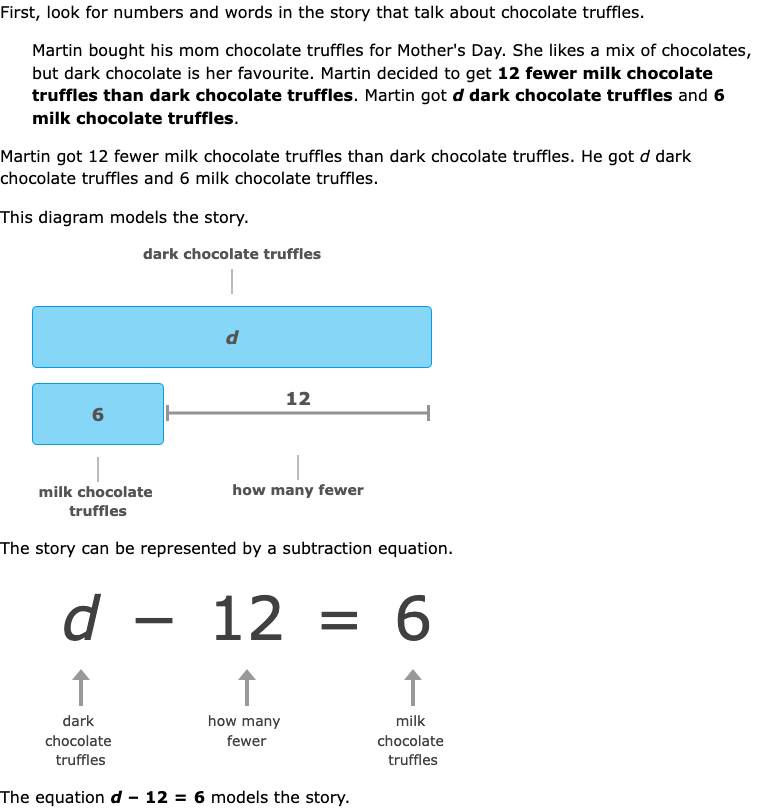 First, look for numbers and words in the story that talk about chocolate truffles.
Martin bought his mom chocolate truffles for Mother's Day. She likes a mix of chocolates,
but dark chocolate is her favourite. Martin decided to get 12 fewer milk chocolate
truffles than dark chocolate truffles. Martin got d dark chocolate truffles and 6
milk chocolate truffles.
Martin got 12 fewer milk chocolate truffles than dark chocolate truffles. He got d dark
chocolate truffles and 6 milk chocolate truffles.
This diagram models the story.
dark chocolate truffles
d
6
12
milk chocolate
truffles
how many fewer
The story can be represented by a subtraction equation.
d − 12 = 6
dark
chocolate
truffles
how many
fewer
milk
chocolate
truffles
The equation d − 12 = 6 models the story.